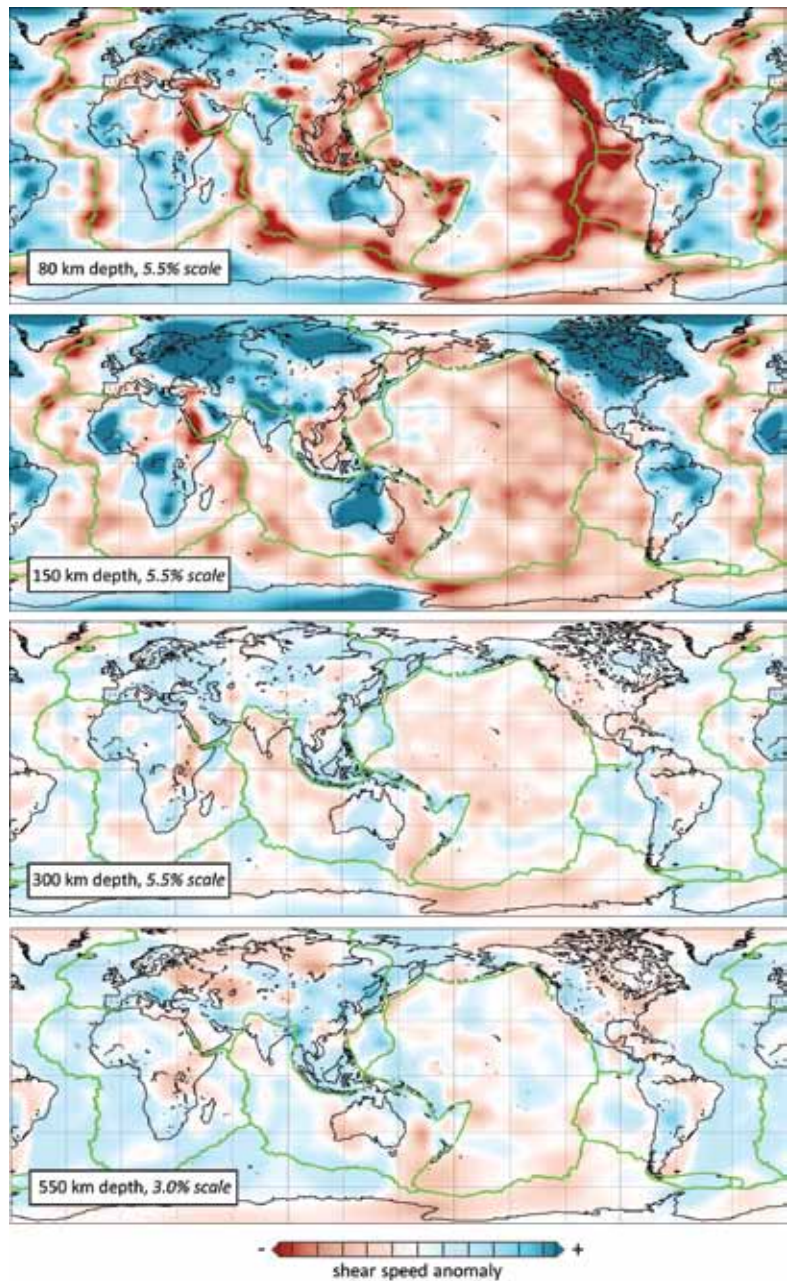 80 km depth, 5.5% scale
150 km depth, 5.5% scale
300 km depth, 5.5% scale
550 km depth, 3.0% scale
- +
shear speed anomaly